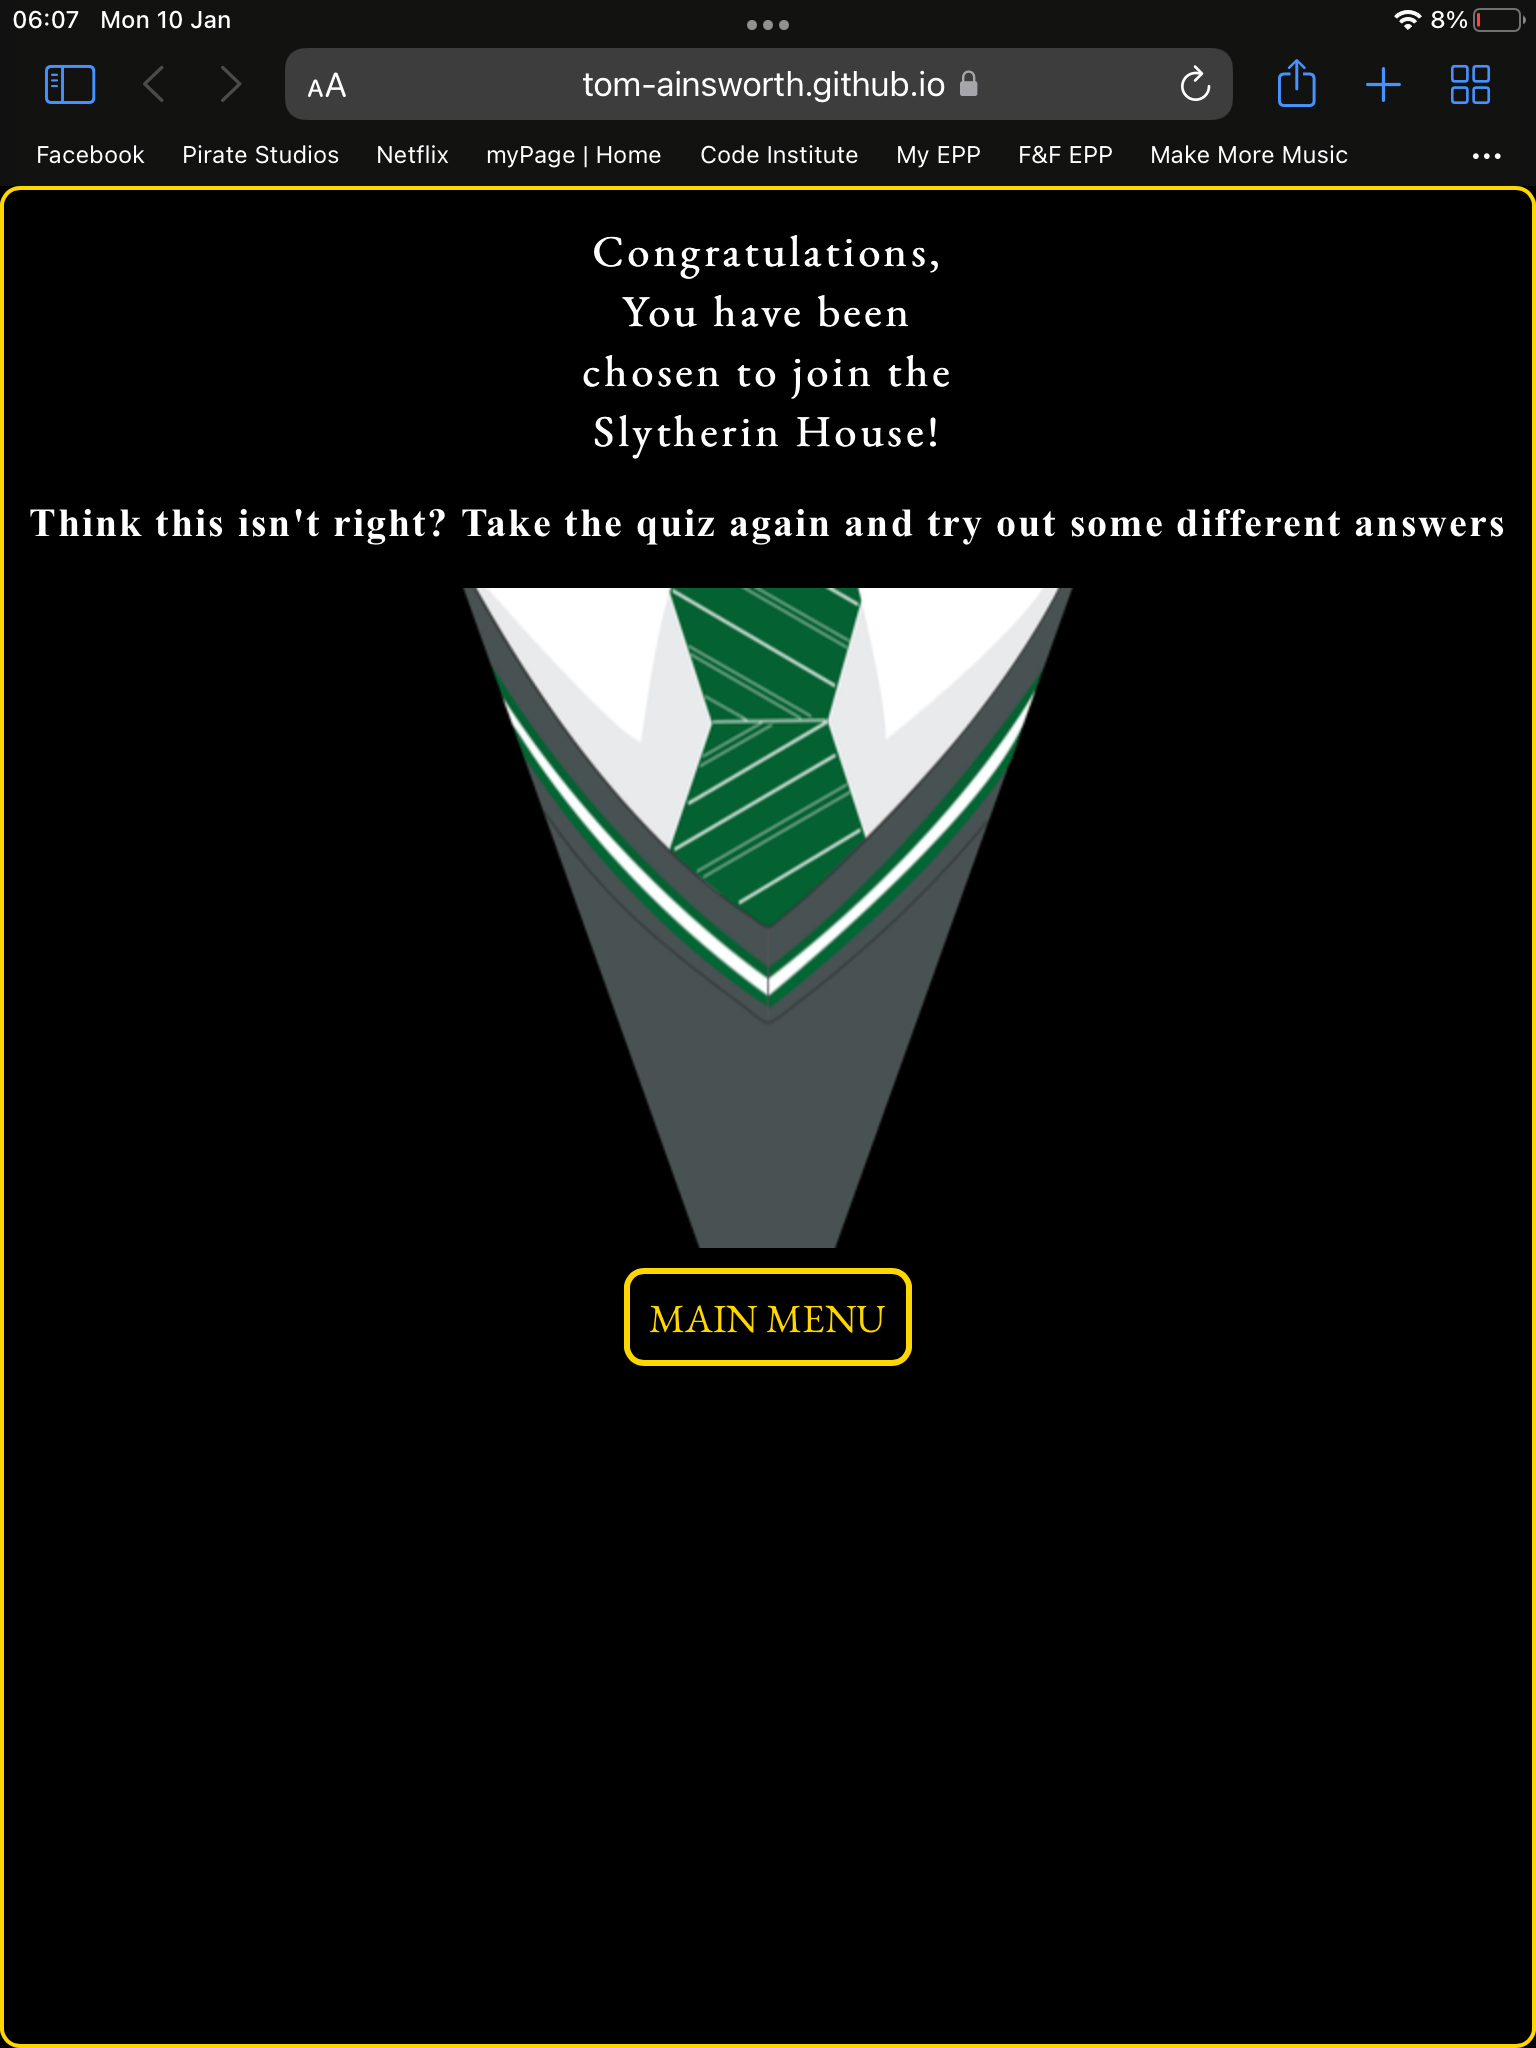 06:07 Mon 10 Jan
8%
AA tom-ainsworth.github.io
Facebook Pirate Studios Netflix myPage | Home Code Institute My EPP F&F EPP Make More Music
Congratulations,
You have been
chosen to join the
Slytherin House!
Think this isn't right? Take the quiz again and try out some different answers
MAIN MENU